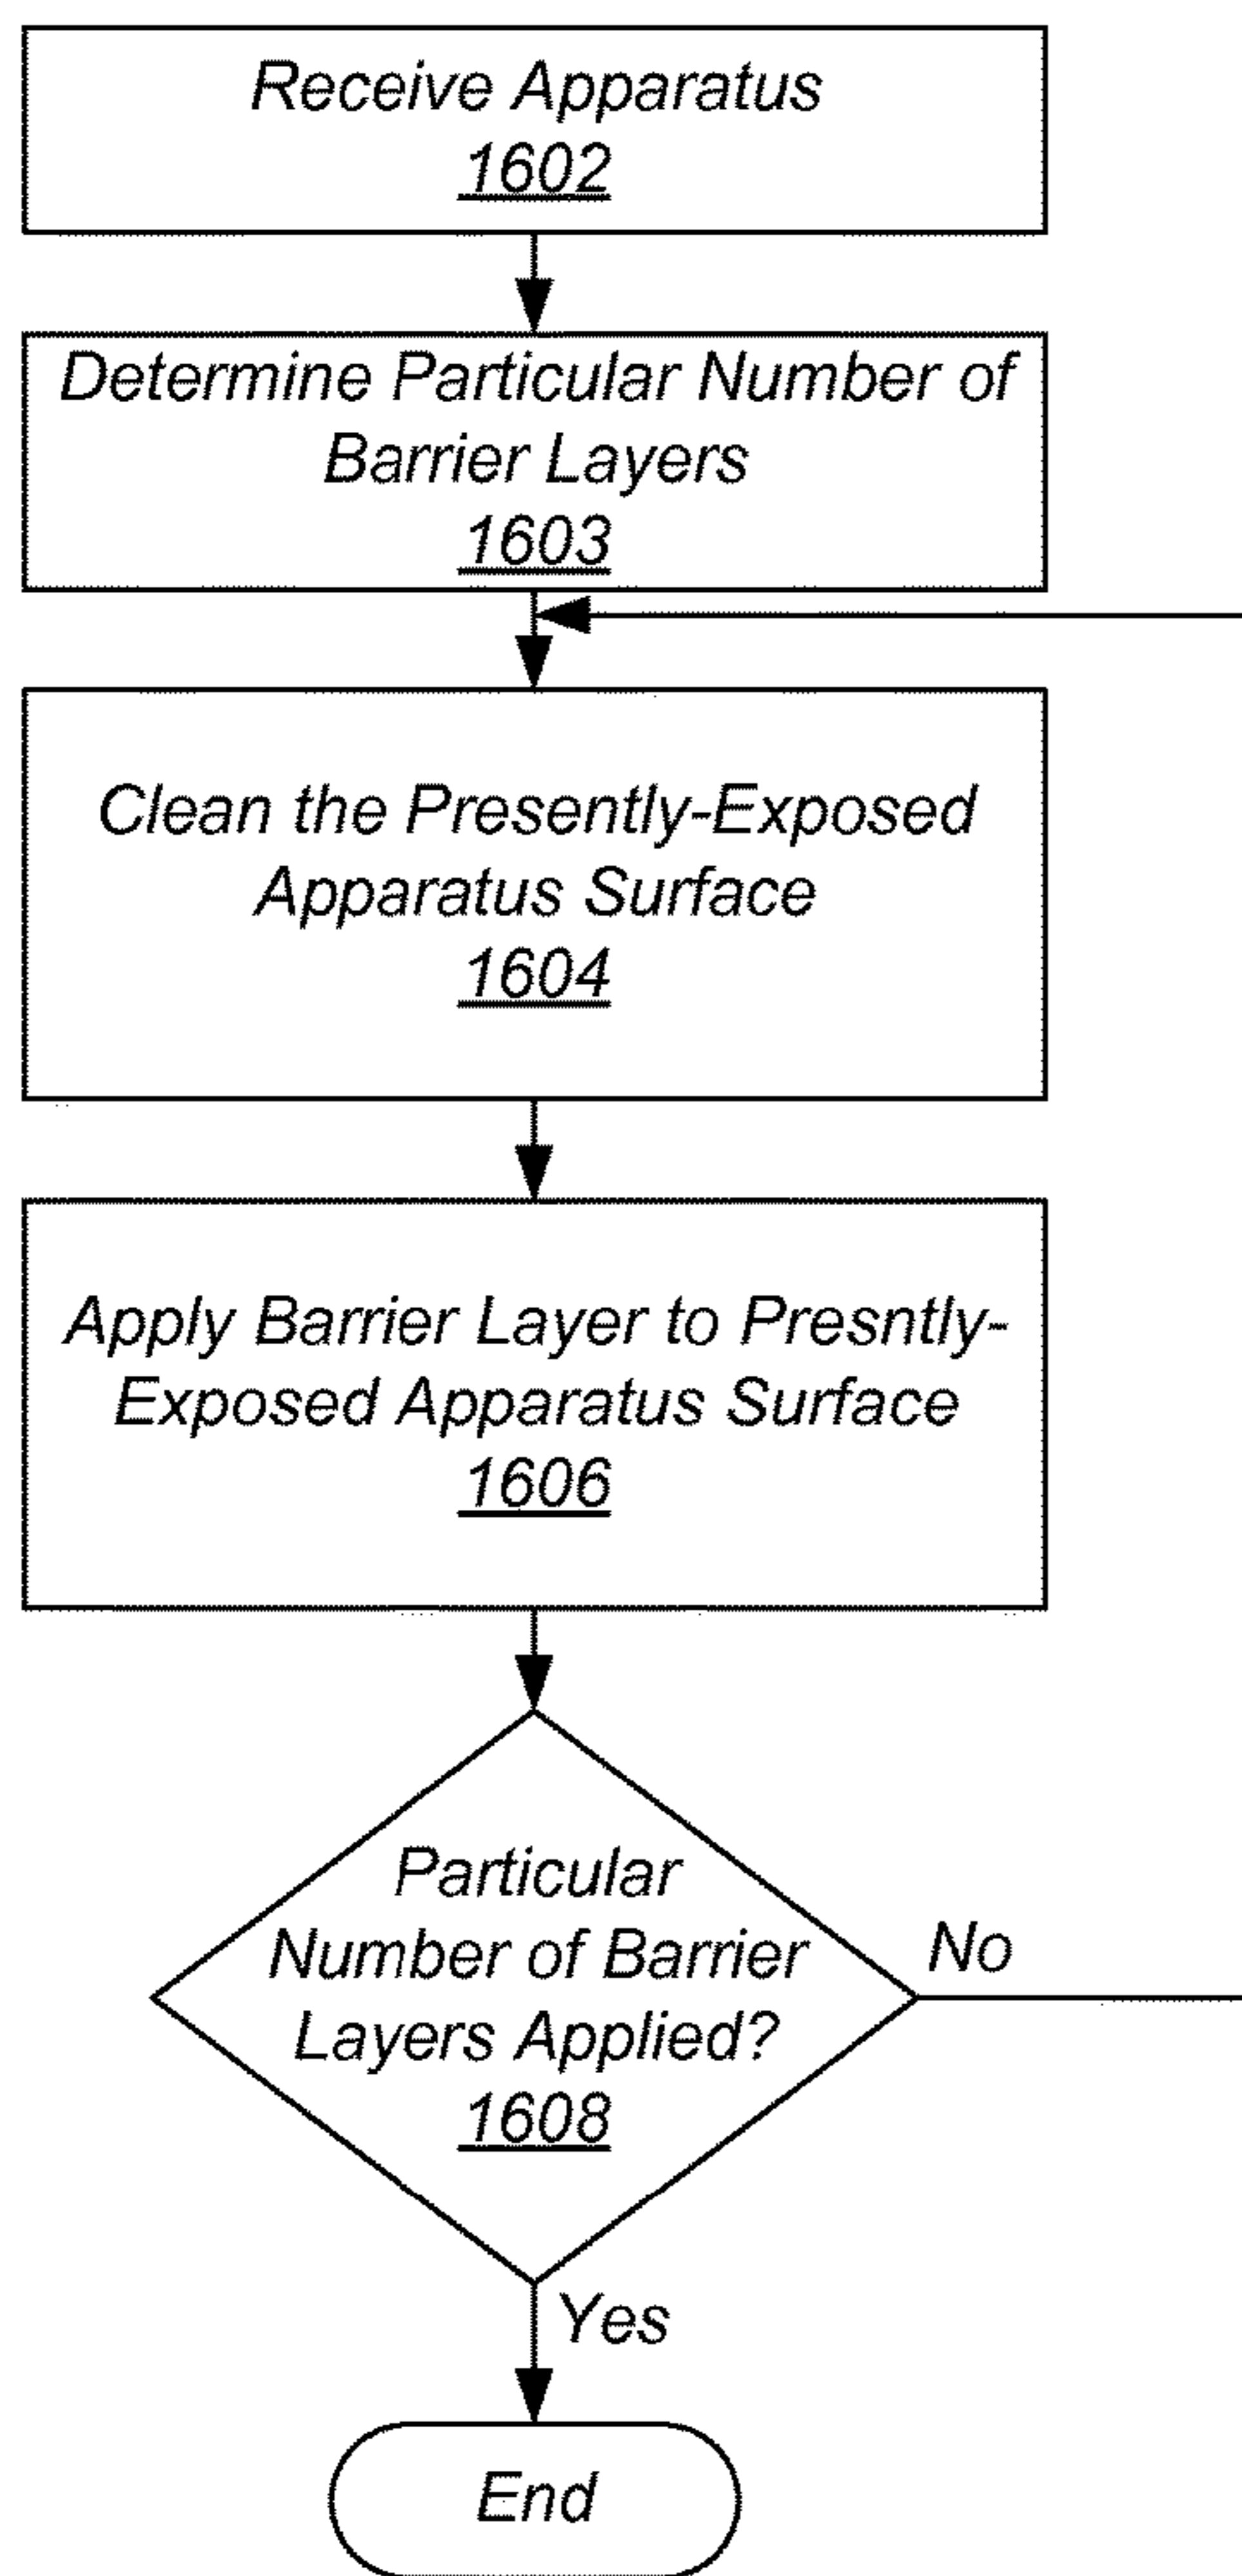 Receive Apparatus
1602
Determine Particular Number of
Barrier Layers
1603
Clean the Presently-Exposed
Apparatus Surface
1604
Apply Barrier Layer to Presntly-
Exposed Apparatus Surface
1606
Particular
Number of Barrier
Layers Applied?
1608
No
Yes
End